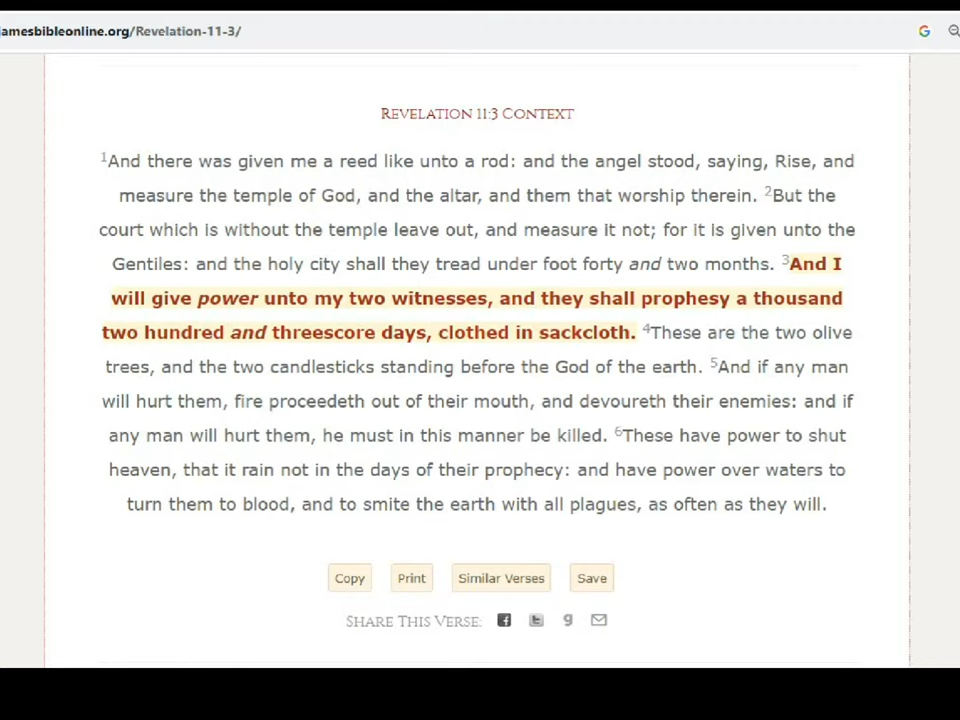 amesbibleonline.org/Revelation-11-3/
Revelation 11:3 Context
1And there was given me a reed like unto a rod: and the angel stood, saying, Rise, and
measure the temple of God, and the altar, and them that worship therein. 2But the
court which is without the temple leave out, and measure it not; for it is given unto the
Gentiles: and the holy city shall they tread under foot forty and two months. 3And I
will give power unto my two witnesses, and they shall prophesy a thousand
two hundred and threescore days, clothed in sackcloth. 4These are the two olive
trees, and the two candlesticks standing before the God of the earth. 5And if any man
will hurt them, fire proceedeth out of their mouth, and devoureth their enemies: and if
any man will hurt them, he must in this manner be killed. 6These have power to shut
heaven, that it rain not in the days of their prophecy: and have power over waters to
turn them to blood, and to smite the earth with all plagues, as often as they will.
Copy Print Similar Verses Save
Share This Verse: